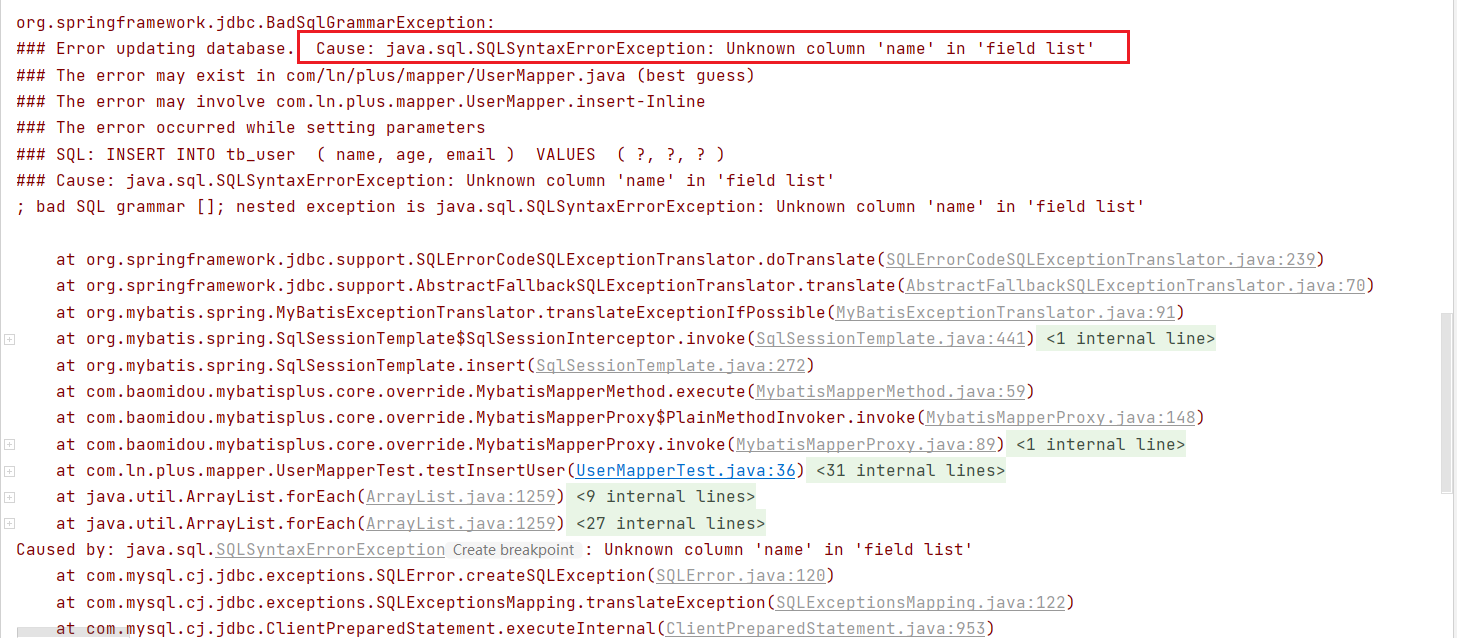 org.springframework.jdbc.BadSqlGrammarException:
### Error updating database.  Cause: java.sql.SQLSyntaxErrorException: Unknown column 'name' in 'field list'
### The error may exist in com/ln/plus/mapper/UserMapper.java (best guess)
### The error may involve com.ln.plus.mapper.UserMapper.insert-Inline
### The error occurred while setting parameters
### SQL: INSERT INTO tb_user  ( name, age, email )  VALUES  ( ?, ?, ? )
### Cause: java.sql.SQLSyntaxErrorException: Unknown column 'name' in 'field list'
; bad SQL grammar []; nested exception is java.sql.SQLSyntaxErrorException: Unknown column 'name' in 'field list'
at org.springframework.jdbc.support.SQLErrorCodeSQLExceptionTranslator.doTranslate(SQLErrorCodeSQLExceptionTranslator.java:239)
at org.springframework.jdbc.support.AbstractFallbackSQLExceptionTranslator.translate(AbstractFallbackSQLExceptionTranslator.java:70)
at org.mybatis.spring.MyBatisExceptionTranslator.translateExceptionIfPossible(MyBatisExceptionTranslator.java:91)
at org.mybatis.spring.SqlSessionTemplate$SqlSessionInterceptor.invoke(SqlSessionTemplate.java:441) <1 internal line>
at org.mybatis.spring.SqlSessionTemplate.insert(SqlSessionTemplate.java:272)
at com.baomidou.mybatisplus.core.override.MybatisMapperMethod.execute(MybatisMapperMethod.java:59)
at com.baomidou.mybatisplus.core.override.MybatisMapperProxy$PlainMethodInvoker.invoke(MybatisMapperProxy.java:148)
at com.baomidou.mybatisplus.core.override.MybatisMapperProxy.invoke(MybatisMapperProxy.java:89) <1 internal line>
at com.ln.plus.mapper.UserMapperTest.testInsertUser(UserMapperTest.java:36) <31 internal lines>
at java.util.ArrayList.forEach(ArrayList.java:1259) <9 internal lines>
at java.util.ArrayList.forEach(ArrayList.java:1259) <27 internal lines>
Caused by: java.sql.SQLSyntaxErrorException Create breakpoint : Unknown column 'name' in 'field list'
at com.mysql.cj.jdbc.exceptions.SQLError.createSQLException(SQLError.java:120)
at com.mysql.cj.jdbc.exceptions.SQLExceptionsMapping.translateException(SQLExceptionsMapping.java:122)
at com.mysql.cj.jdbc.ClientPreparedStatement.executeInternal(ClientPreparedStatement.java:953)